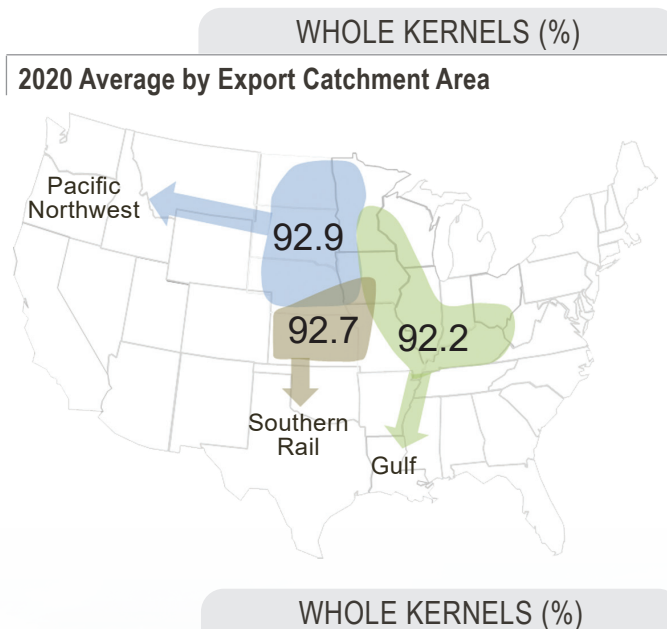 WHOLE KERNELS (%)
2020 Average by Export Catchment Area
Pacific
Northwest
92.9
92.7
92.2
Southern
Rail
Gulf
WHOLE KERNELS (%)